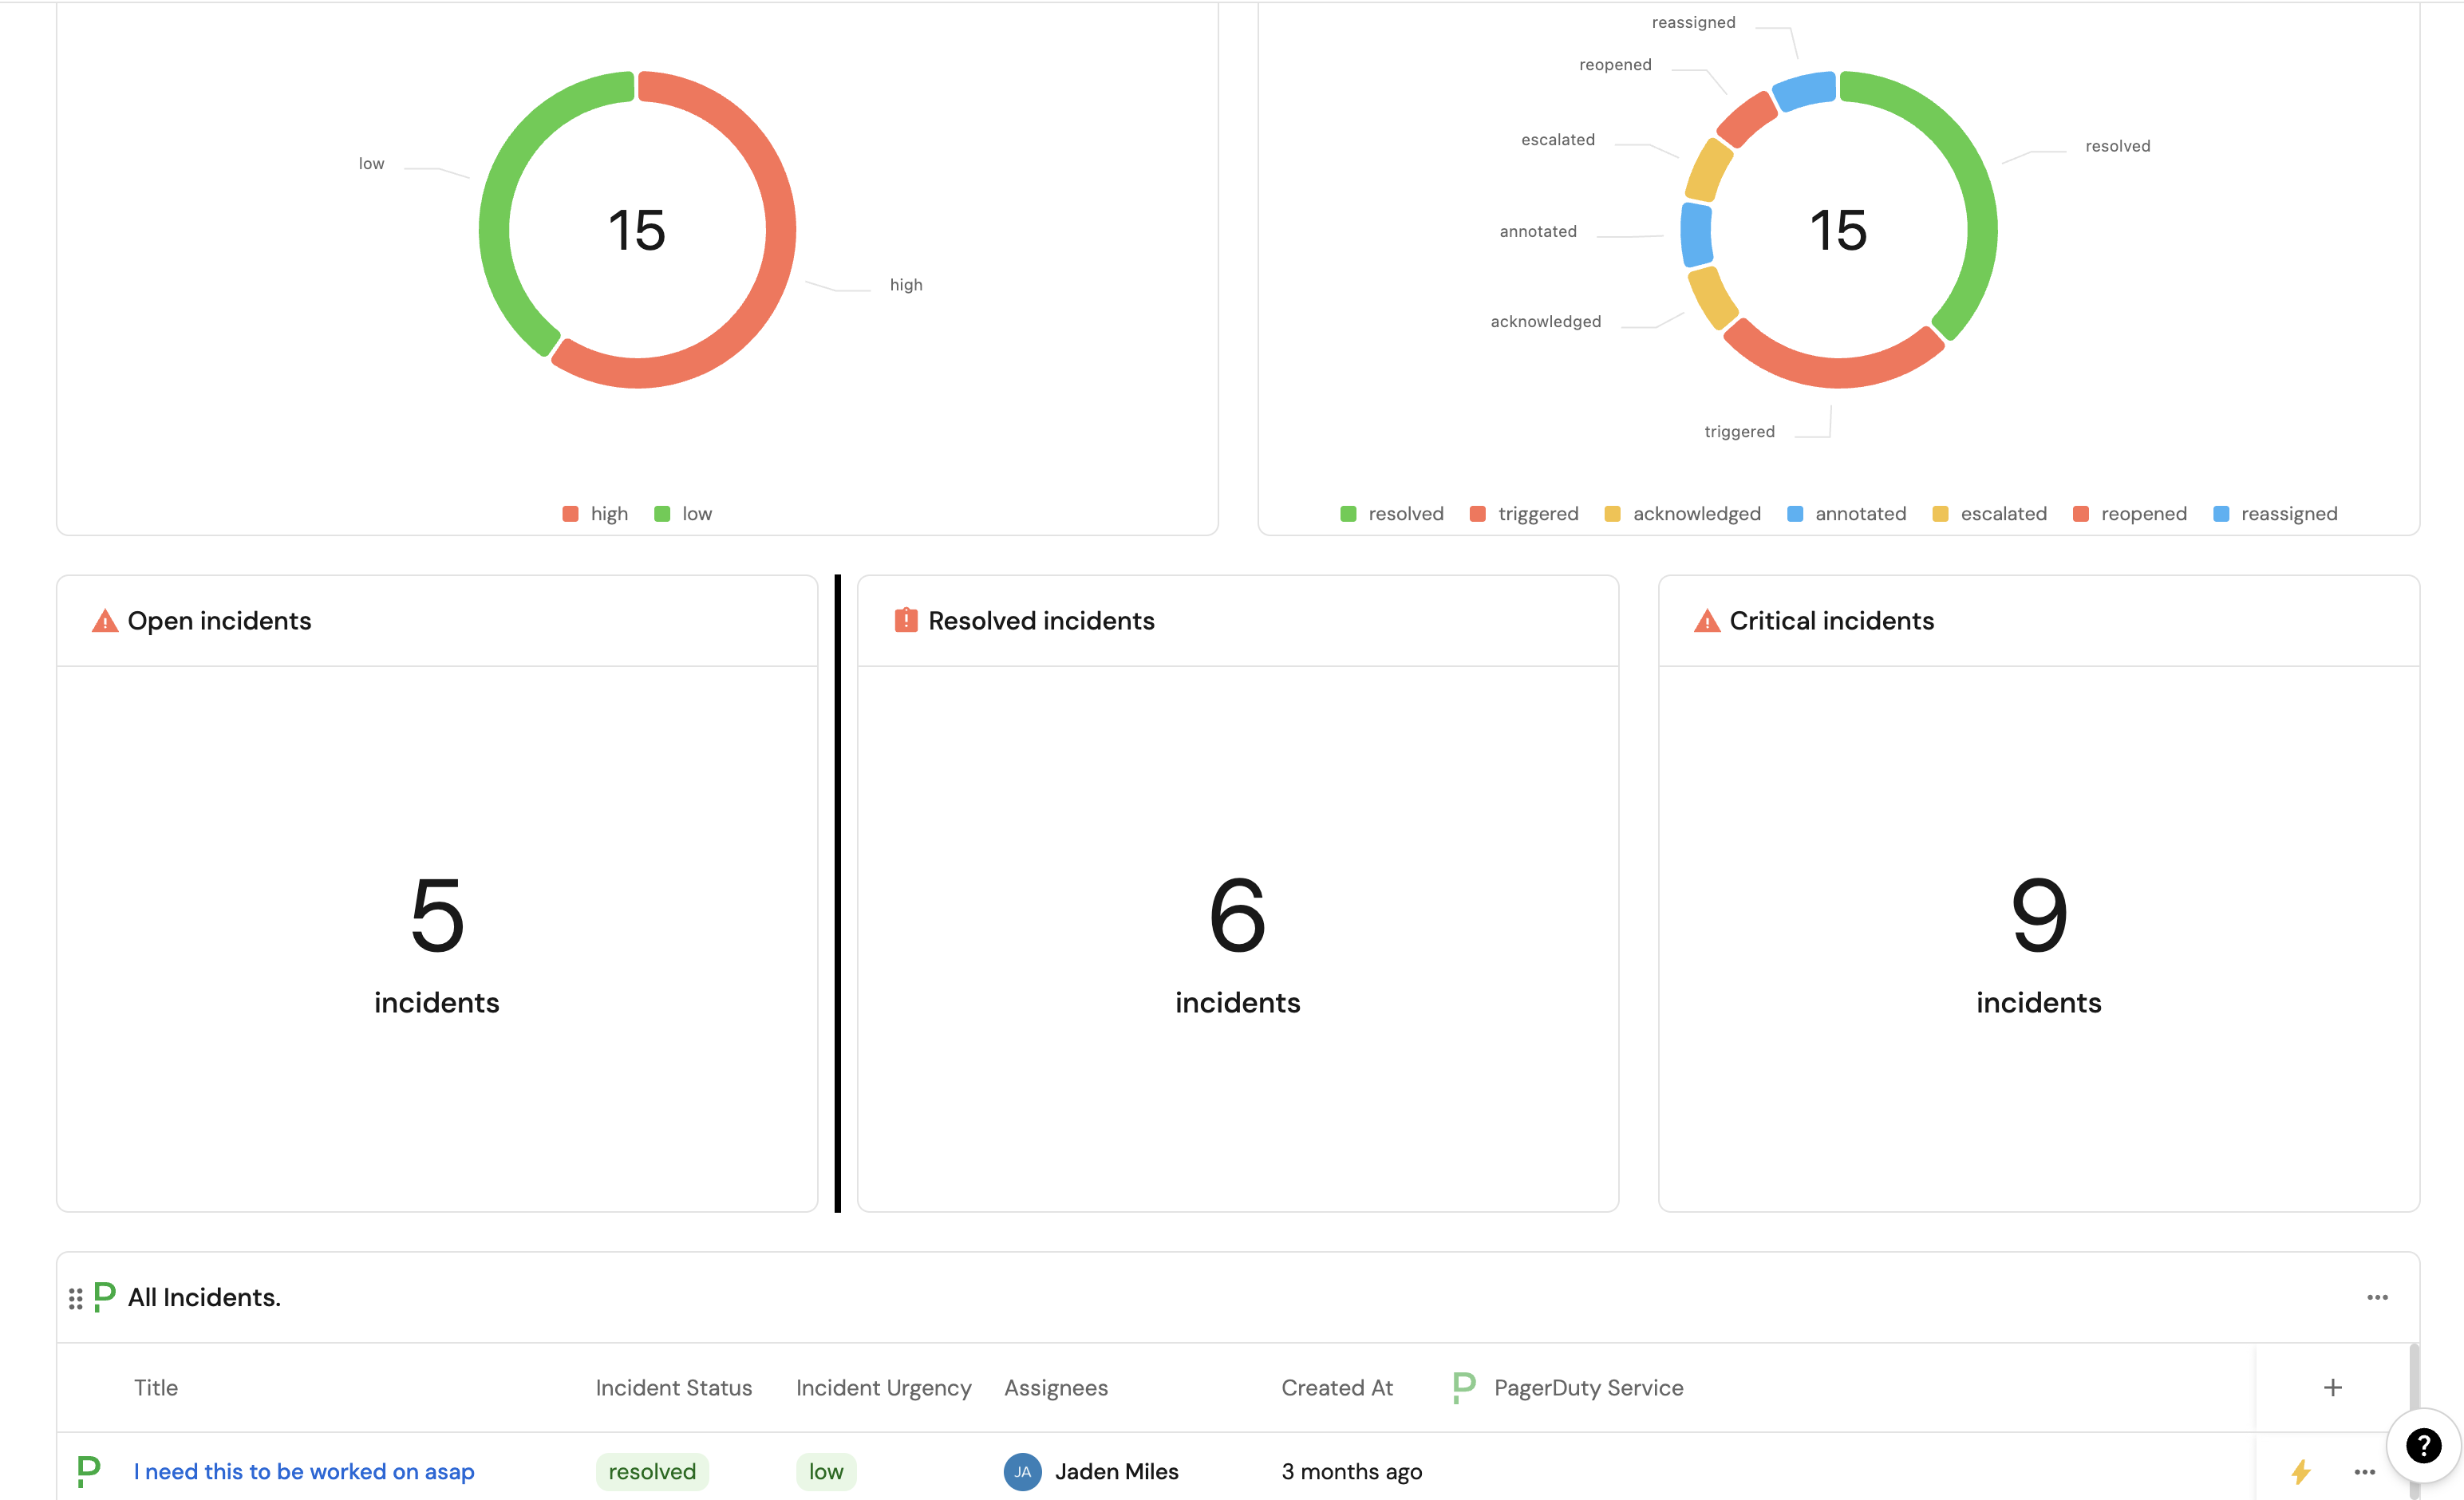 reassigned
reopened
escalated
resolved
low
15
15
annotated
high
acknowledged
triggered
high low
resolved triggered acknowledged annotated escalated reopened reassigned
Open incidents
Resolved incidents
Critical incidents
5
incidents
6
incidents
9
incidents
All Incidents.
Title Incident Status Incident Urgency Assignees Created At PagerDuty Service
I need this to be worked on asap resolved low JA Jaden Miles 3 months ago